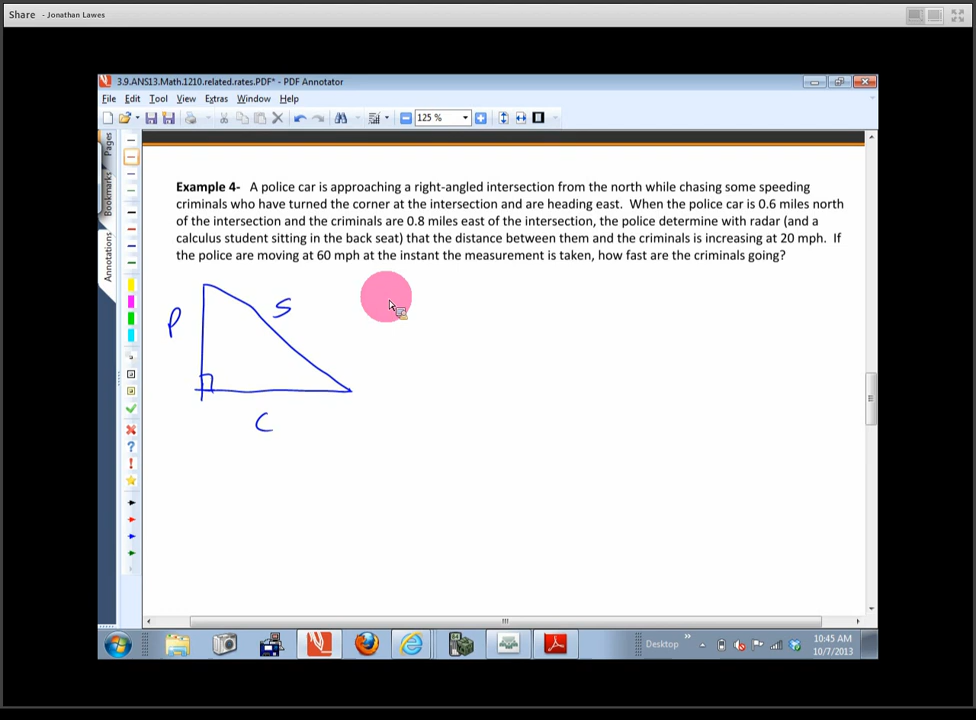 Share - Jonathan Lawes
3.9.ANS13.Math.1210.related.rates.PDF* - PDF Annotator
File Edit Tool View Extras Window Help
125 %
Pages
Bookmarks
Annotations
Example 4- A police car is approaching a right-angled intersection from the north while chasing some speeding
criminals who have turned the corner at the intersection and are heading east. When the police car is 0.6 miles north
of the intersection and the criminals are 0.8 miles east of the intersection, the police determine with radar (and a
calculus student sitting in the back seat) that the distance between them and the criminals is increasing at 20 mph. If
the police are moving at 60 mph at the instant the measurement is taken, how fast are the criminals going?
P
S
C
Desktop
10:45 AM
10/7/2013